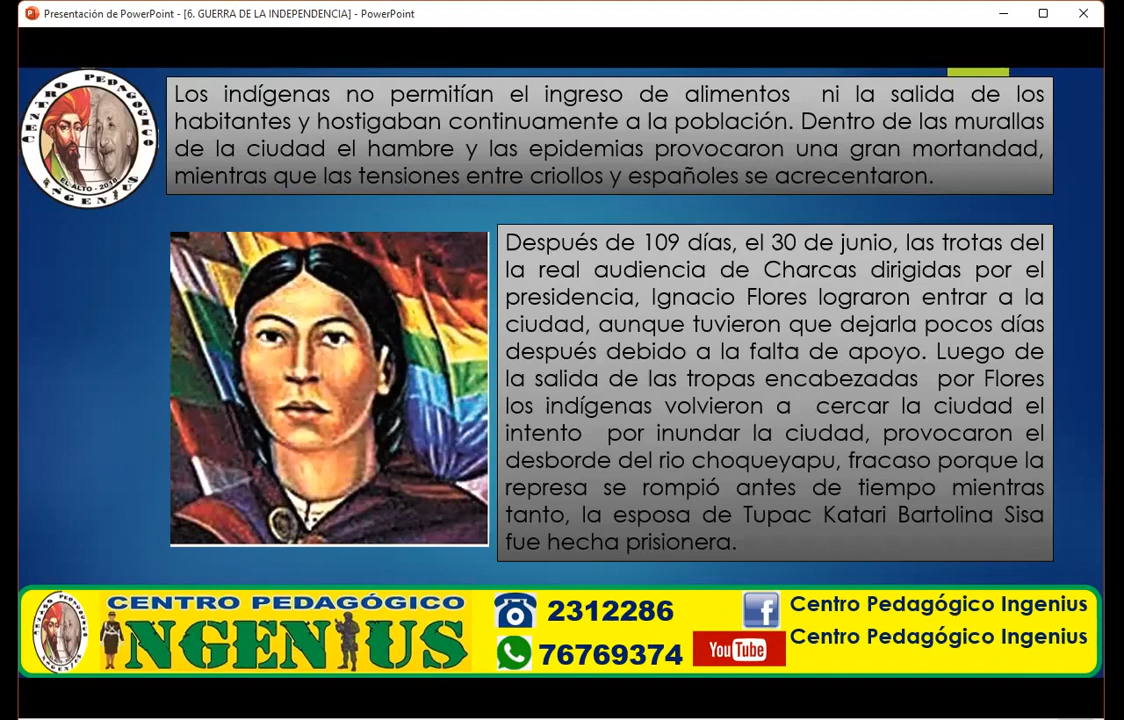 Presentación de PowerPoint - [6. GUERRA DE LA INDEPENDENCIA] - PowerPoint
CENTRO PEDAGÓGICO
EL ALTO - 2010
INGENIUS
Los indígenas no permitían el ingreso de alimentos ni la salida de los
habitantes y hostigaban continuamente a la población. Dentro de las murallas
de la ciudad el hambre y las epidemias provocaron una gran mortandad,
mientras que las tensiones entre criollos y españoles se acrecentaron.
Después de 109 días, el 30 de junio, las trotas del
la real audiencia de Charcas dirigidas por el
presidencia, Ignacio Flores lograron entrar a la
ciudad, aunque tuvieron que dejarla pocos días
después debido a la falta de apoyo. Luego de
la salida de las tropas encabezadas por Flores
los indígenas volvieron a cercar la ciudad el
intento por inundar la ciudad, provocaron el
desborde del rio choqueyapu, fracaso porque la
represa se rompió antes de tiempo mientras
tanto, la esposa de Tupac Katari Bartolina Sisa
fue hecha prisionera.
CENTRO PEDAGÓGICO
INGENIUS
2312286
76769374
Centro Pedagógico Ingenius
YouTube
Centro Pedagógico Ingenius